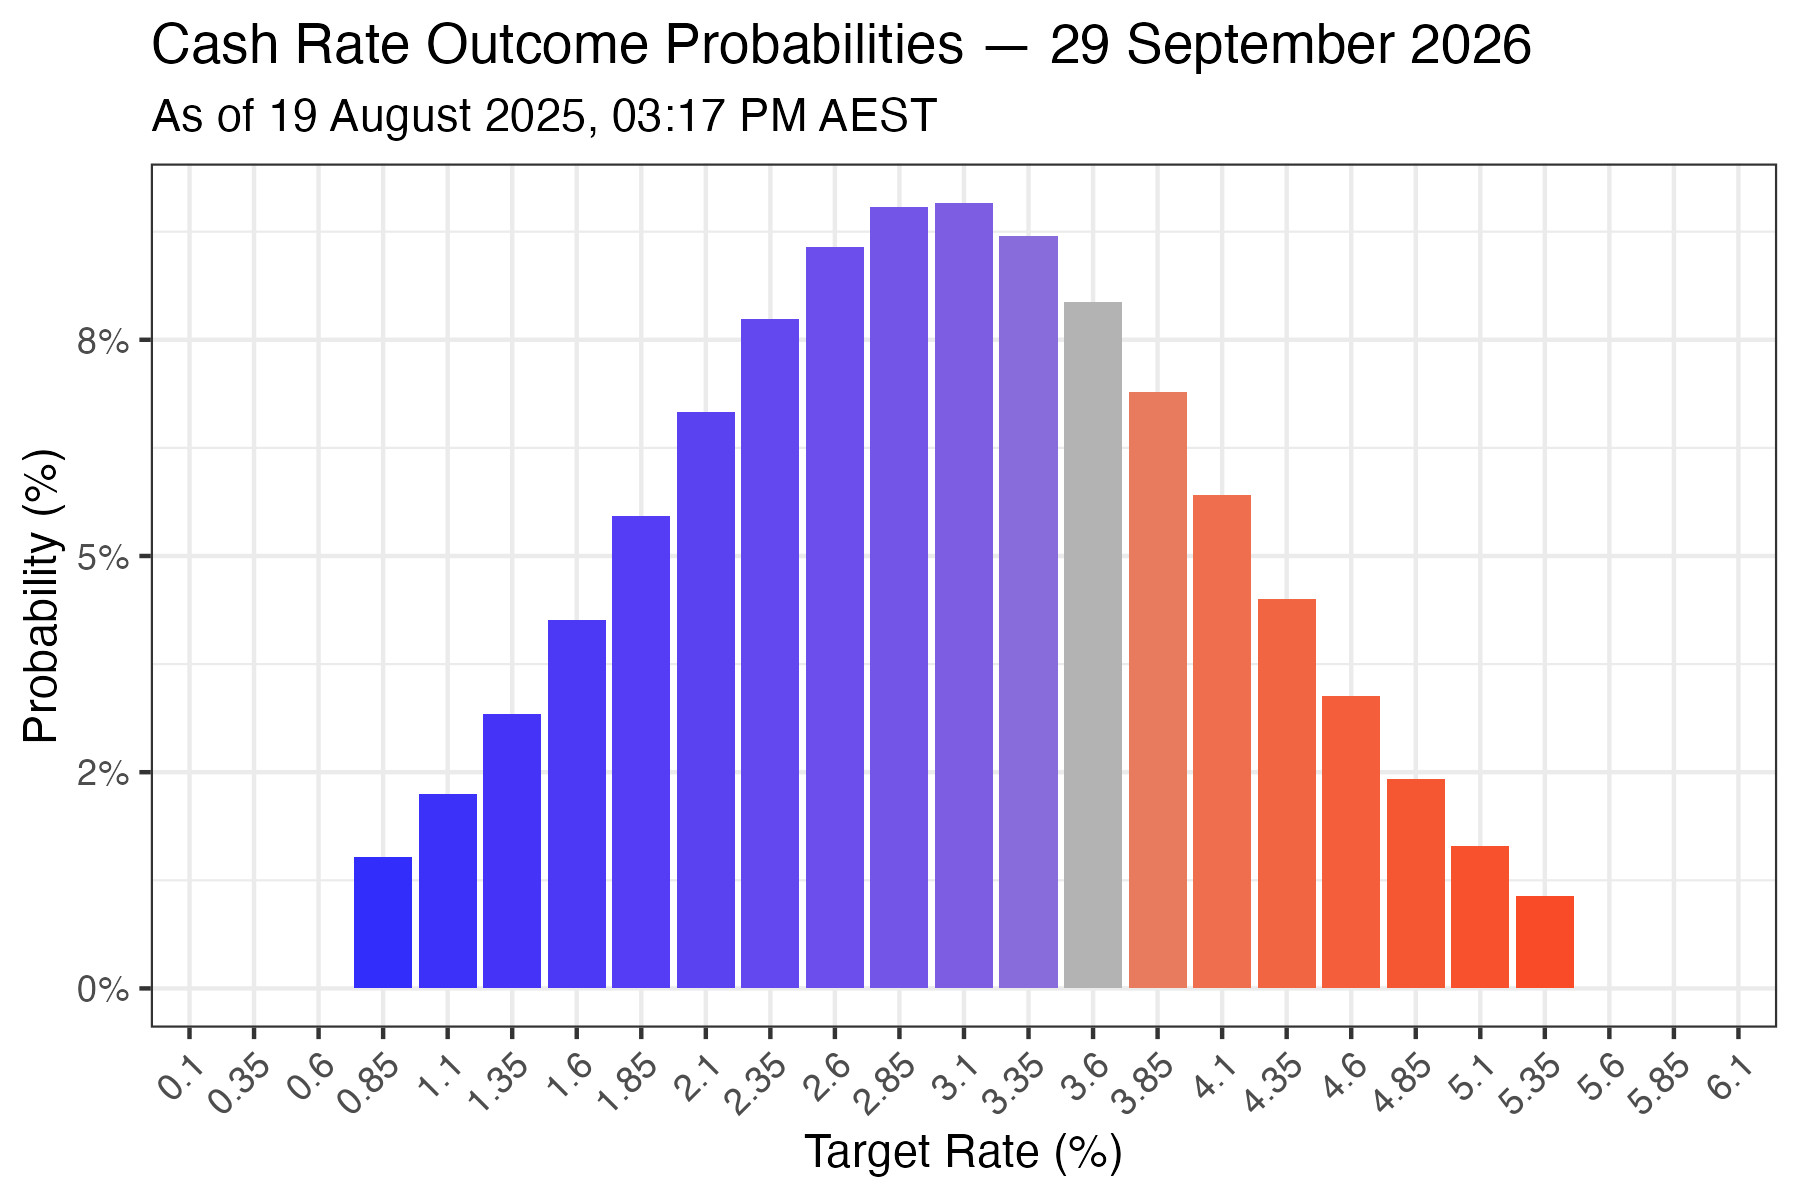 Cash Rate Outcome Probabilities — 29 September 2026
As of 19 August 2025, 03:17 PM AEST
Probability (%)
8%
5%
2%
0%
0.1 0.35 0.6 0.85 1.1 1.35 1.6 1.85 2.1 2.35 2.6 2.85 3.1 3.35 3.6 3.85 4.1 4.35 4.6 4.85 5.1 5.35 5.6 5.85 6.1
Target Rate (%)